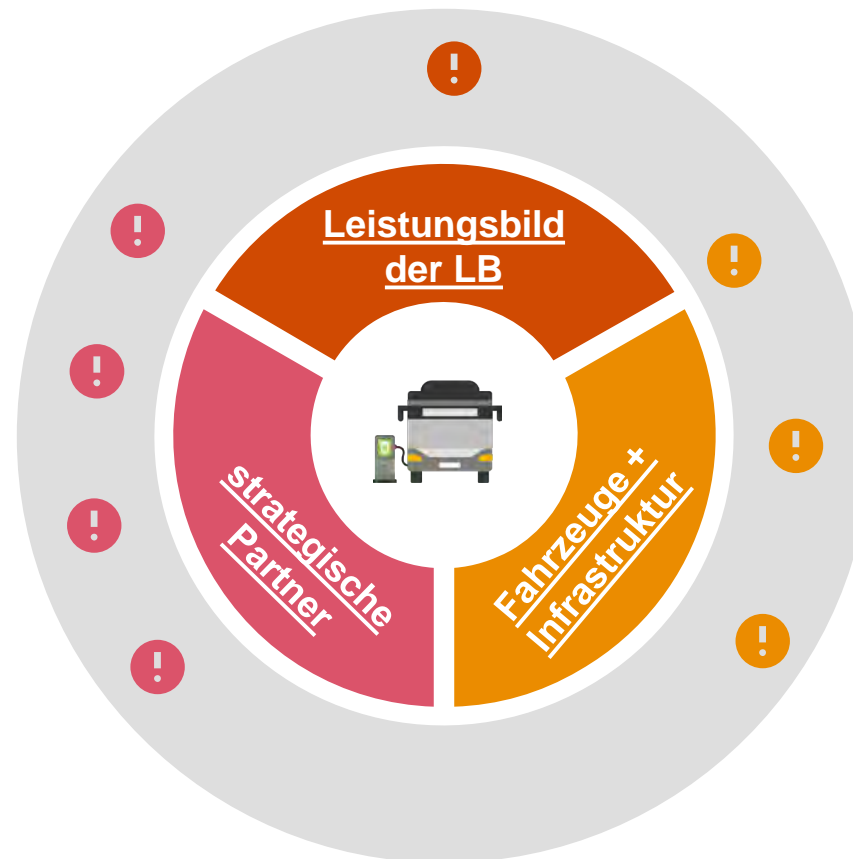 Leistungsbild
der LB
strategische
Partner
Fahrzeuge +
Infrastruktur